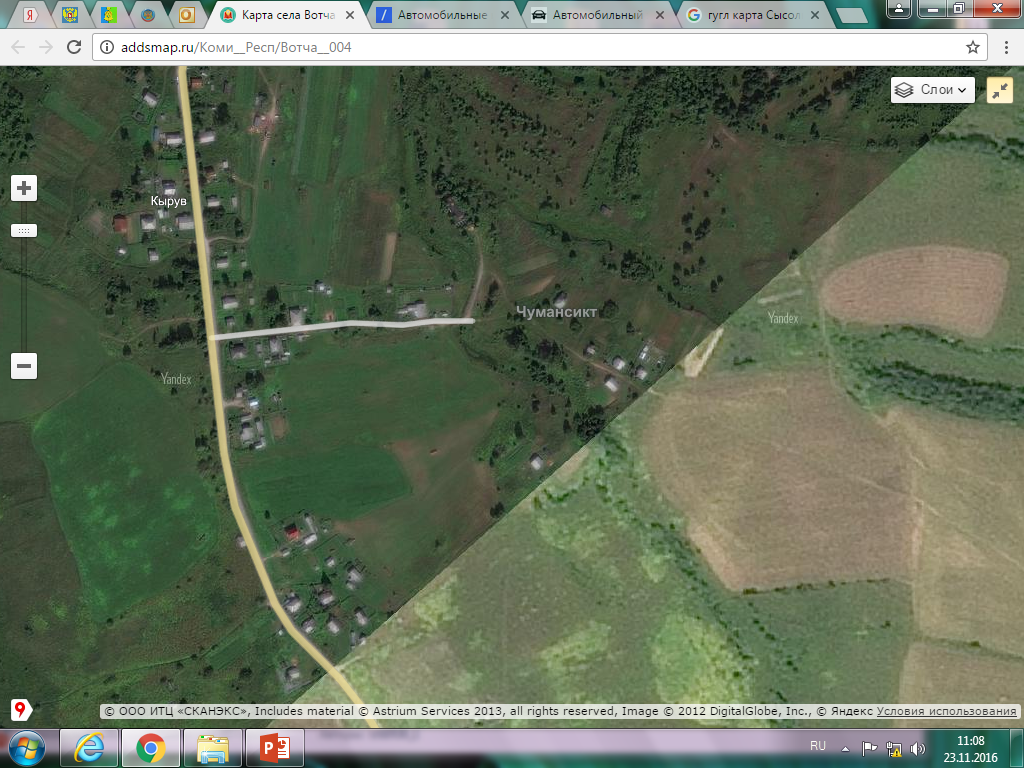 Карта села Вотча
Автомобильные
Автомобильный
гугл карта Сысол
addsmap.ru/Коми__Респ/Вотча__004
Слои
Кырув
Чумансикт
Yandex
Yandex
© ООО ИТЦ «СКАНЭКС», Includes material © Astrium Services 2013, all rights reserved, Image © 2012 DigitalGlobe, Inc., © Яндекс Условия использования
RU
11:08
23.11.2016